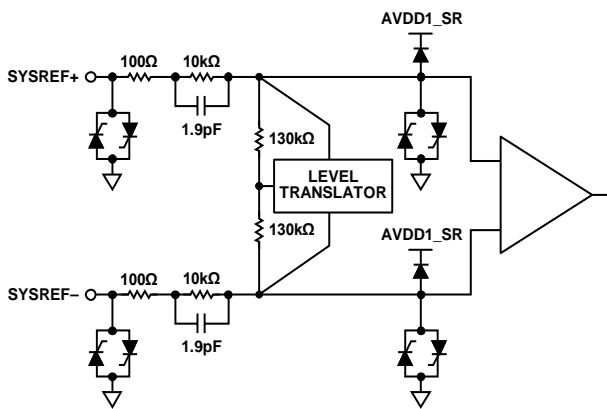 AVDD1_SR
SYSREF+
100Ω
10kΩ
1.9pF
130kΩ
LEVEL
TRANSLATOR
130kΩ
AVDD1_SR
SYSREF–
100Ω
10kΩ
1.9pF